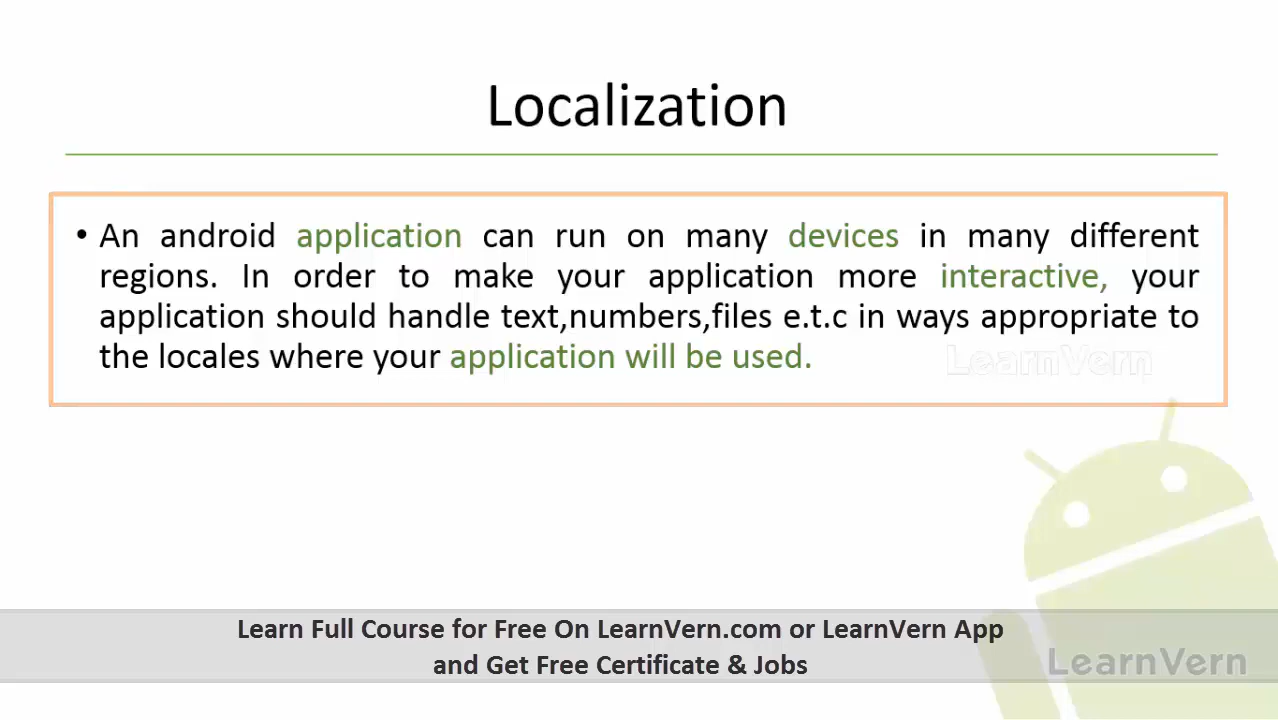 Localization
• An android application can run on many devices in many different
regions. In order to make your application more interactive, your
application should handle text,numbers,files e.t.c in ways appropriate to
the locales where your application will be used.
LearnVern
Learn Full Course for Free On LearnVern.com or LearnVern App
and Get Free Certificate & Jobs
LearnVern